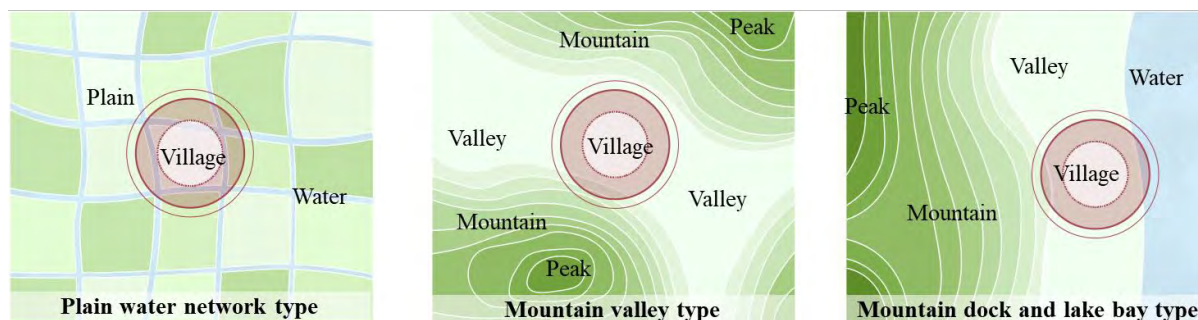 Plain
Village
Water
Plain water network type
Mountain
Peak
Valley
Village
Valley
Mountain
Peak
Mountain valley type
Valley
Water
Peak
Village
Mountain
Mountain dock and lake bay type